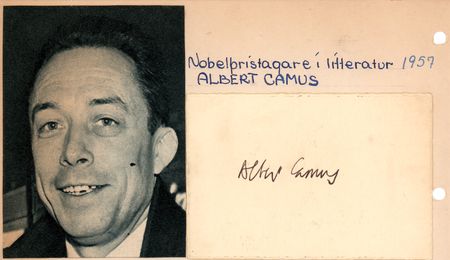 Nobelpristagare i litteratur 1957
ALBERT CAMUS
Albert Camus